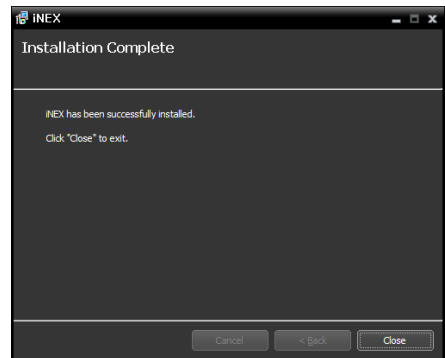 iNEX
Installation Complete
iNEX has been successfully installed.
Click "Close" to exit.
Cancel
< Back
Close